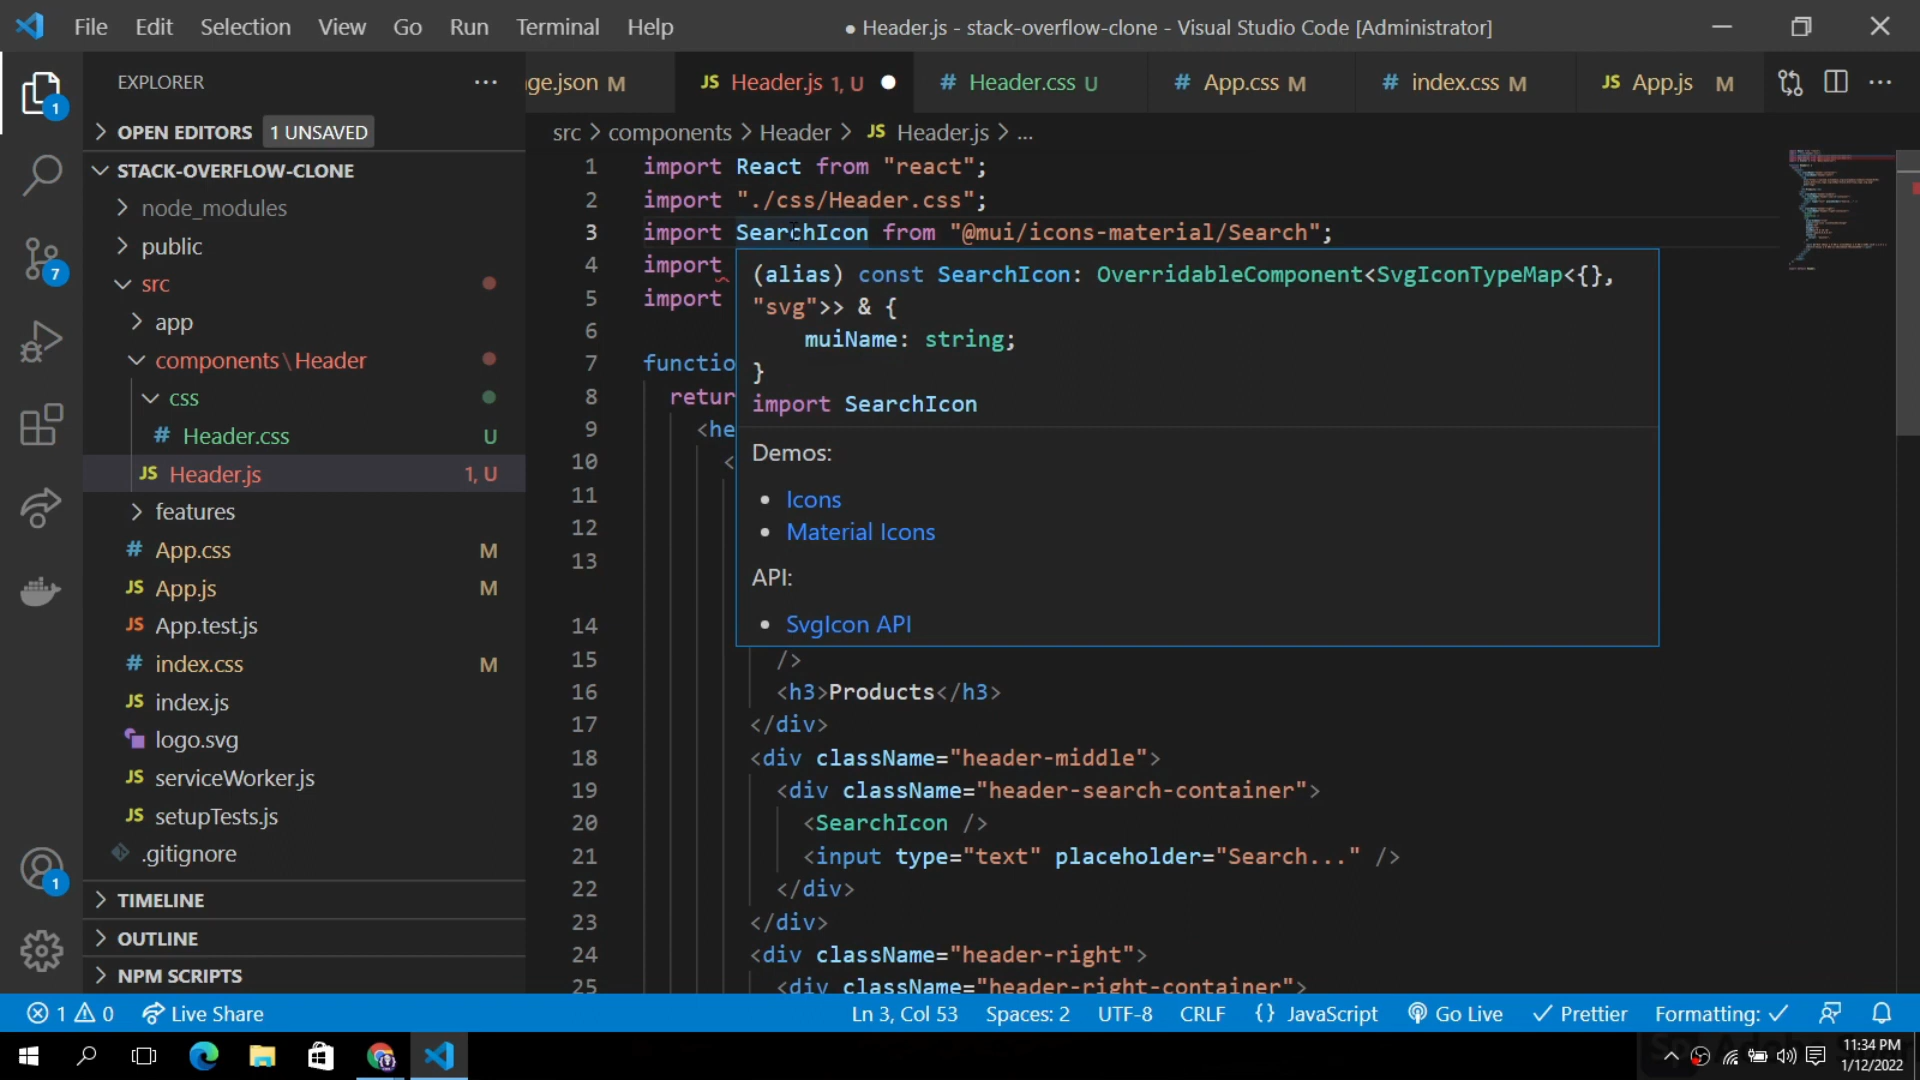 File Edit Selection View Go Run Terminal Help
● Header.js - stack-overflow-clone - Visual Studio Code [Administrator]
EXPLORER ···
ge.json M
JS Header.js 1, U ●
# Header.css U
# App.css M
# index.css M
JS App.js M
1
OPEN EDITORS 1 UNSAVED
src > components > Header > JS Header.js > ...
STACK-OVERFLOW-CLONE
node_modules
public
7
src
app
components\Header
css
# Header.css U
JS Header.js 1, U
features
# App.css M
JS App.js M
JS App.test.js
# index.css M
JS index.js
logo.svg
JS serviceWorker.js
JS setupTests.js
.gitignore
1
TIMELINE
OUTLINE
NPM SCRIPTS
1 import React from "react";
2 import "./css/Header.css";
3 import SearchIcon from "@mui/icons-material/Search";
4 import
5 import
6
7 functio
8 retur
9 <he
10 <
11
12
13
14
15 />
16 <h3>Products</h3>
17 </div>
18 <div className="header-middle">
19 <div className="header-search-container">
20 <SearchIcon />
21 <input type="text" placeholder="Search..." />
22 </div>
23 </div>
24 <div className="header-right">
25 <div className="header-right-container">
(alias) const SearchIcon: OverridableComponent<SvgIconTypeMap<{},
"svg">> & {
muiName: string;
}
import SearchIcon
Demos:
• Icons
• Material Icons
API:
• SvgIcon API
1 0 Live Share Ln 3, Col 53 Spaces: 2 UTF-8 CRLF {} JavaScript Go Live ✓ Prettier Formatting: ✓
11:34 PM
1/12/2022